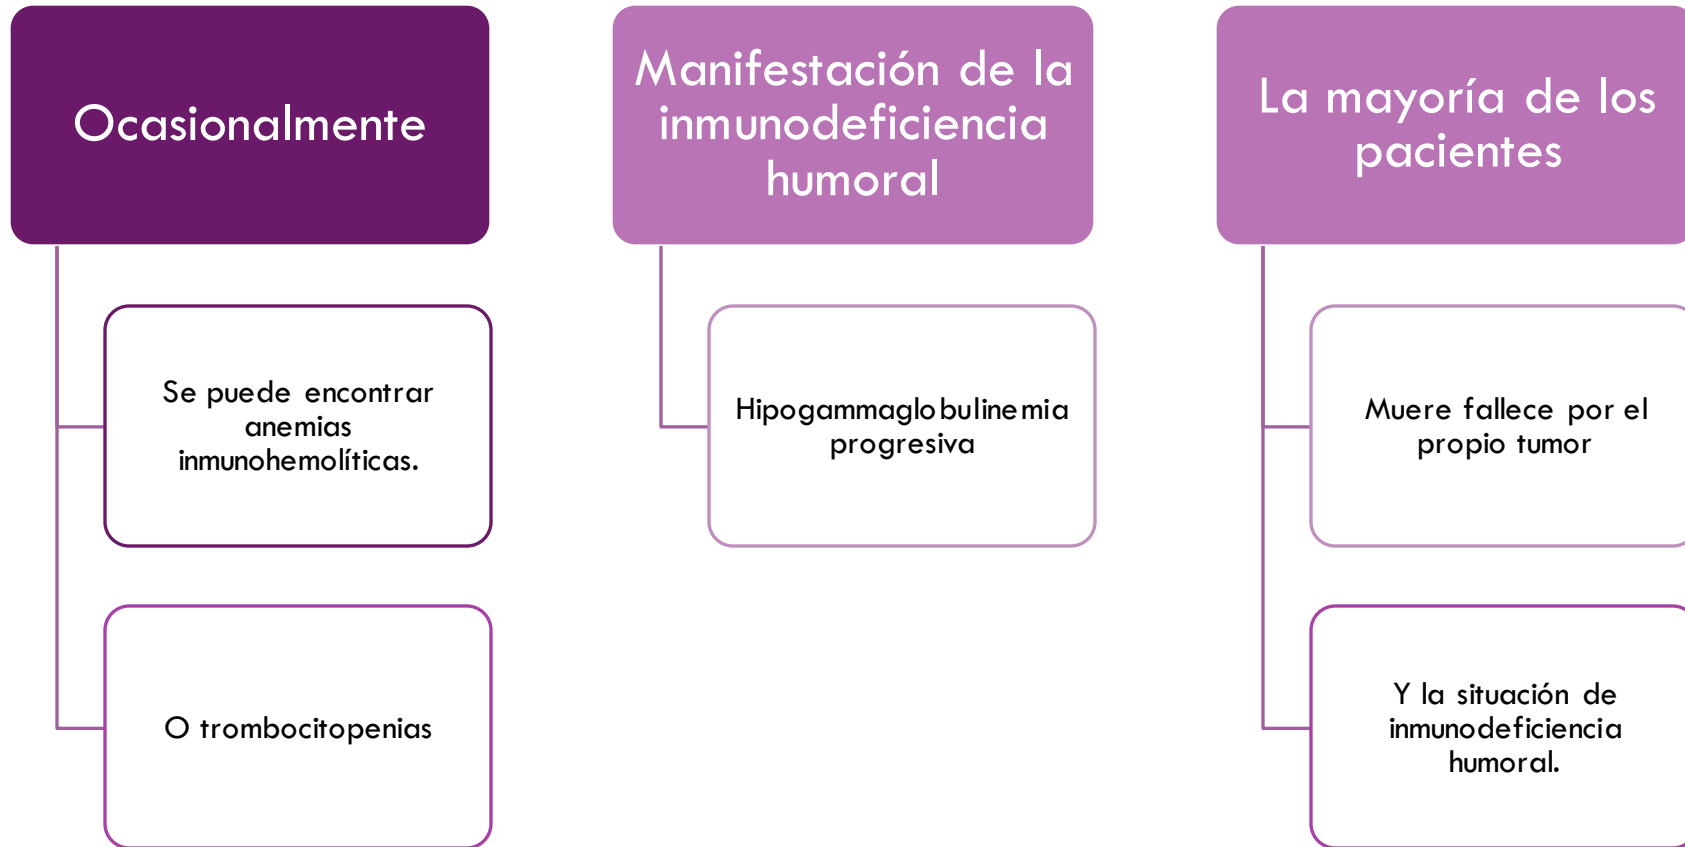 Ocasionalmente
Se puede encontrar
anemias
inmunohemolíticas.
O trombocitopenias
Manifestación de la
inmunodeficiencia
humoral
Hipogammaglobulinemia
progresiva
La mayoría de los
pacientes
Muere fallece por el
propio tumor
Y la situación de
inmunodeficiencia
humoral.